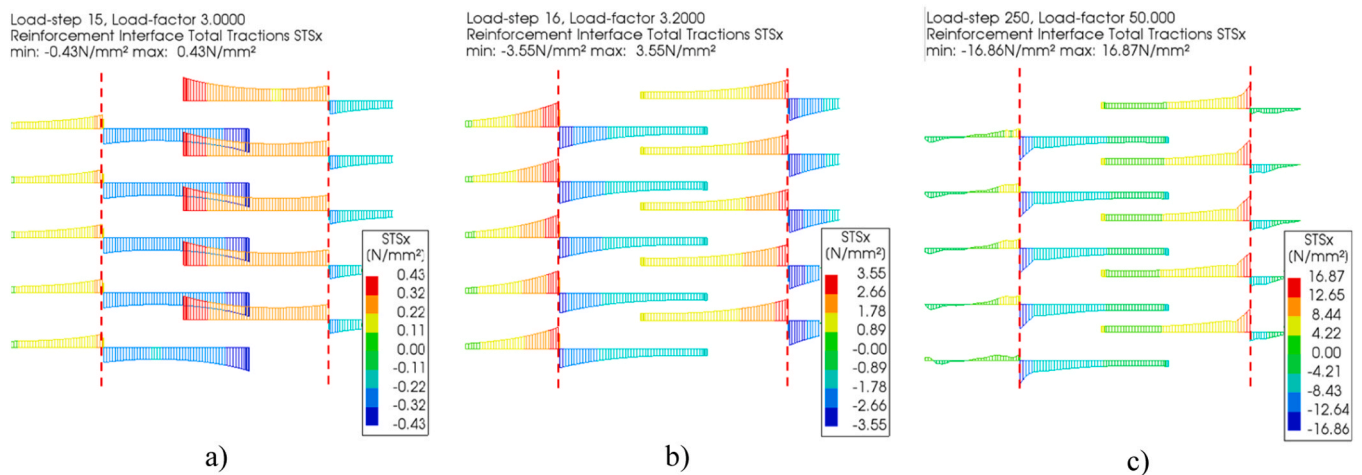 Load-step 15, Load-factor 3.0000
Reinforcement Interface Total Tractions STSx
min: -0.43N/mm² max: 0.43N/mm²
STSx
(N/mm²)
0.43
0.32
0.22
0.11
0.00
-0.11
-0.22
-0.32
-0.43
a)
Load-step 16, Load-factor 3.2000
Reinforcement Interface Total Tractions STSx
min: -3.55N/mm² max: 3.55N/mm²
STSx
(N/mm²)
3.55
2.66
1.78
0.89
-0.00
-0.89
-1.78
-2.66
-3.55
b)
Load-step 250, Load-factor 50.000
Reinforcement Interface Total Tractions STSx
min: -16.86N/mm² max: 16.87N/mm²
STSx
(N/mm²)
16.87
12.65
8.44
4.22
0.00
-4.21
-8.43
-12.64
-16.86
c)